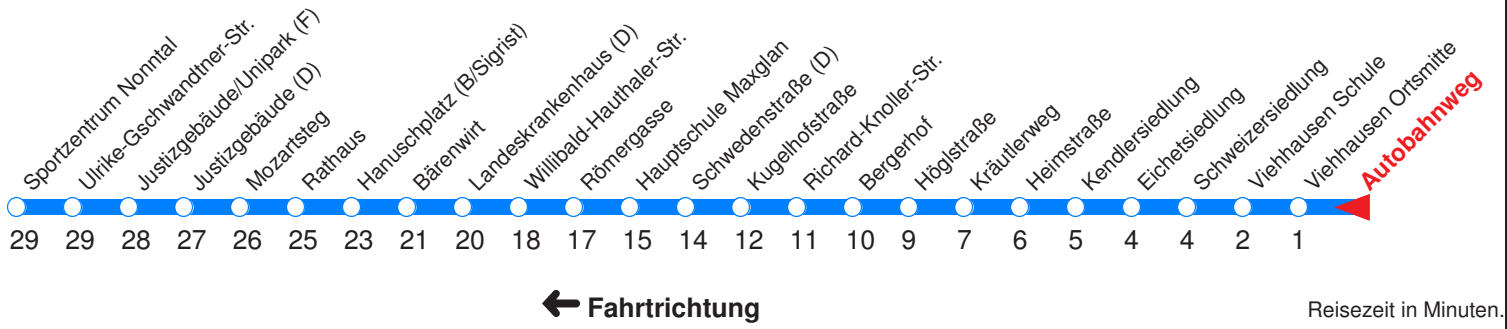 Sportzentrum Nonntal
Ulrike-Gschwandtner-Str.
Justizgebäude/Unipark (F)
Justizgebäude (D)
Mozartsteg
Rathaus
Hanuschplatz (B/Sigrist)
Bärenwirt
Landeskrankenhaus (D)
Willibald-Hauthaler-Str.
Römergasse
Hauptschule Maxglan
Schwedenstraße (D)
Kugelhofstraße
Richard-Knoller-Str.
Bergerhof
Höglstraße
Kräutlerweg
Heimstraße
Kendlersiedlung
Eichetsiedlung
Schweizersiedlung
Viehhausen Schule
Viehhausen Ortsmitte
Autobahnweg
29 29 28 27 26 25 23 21 20 18 17 15 14 12 11 10 9 7 6 5 4 4 2 1
Fahrtrichtung
Reisezeit in Minuten.